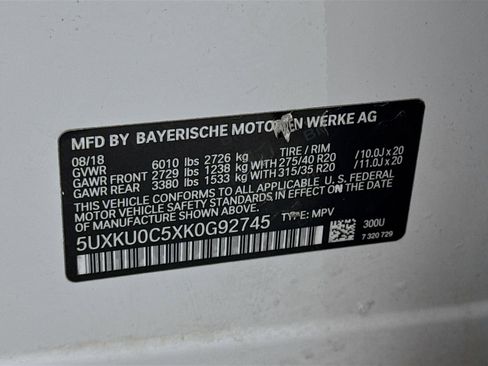 MFD BY BAYERISCHE MOTOREN WERKE AG
08/18
GVWR 6010 lbs 2726 kg TIRE / RIM
GAWR FRONT 2729 lbs 1238 kg WITH 275/40 R20 /10.0J x 20
GAWR REAR 3380 lbs 1533 kg WITH 315/35 R20 /11.0J x 20
THIS VEHICLE CONFORMS TO ALL APPLICABLE U. S. FEDERAL
MOTOR VEHICLE SAFETY STANDARDS IN EFFECT ON THE DATE OF
MANUFACTURE SHOWN ABOVE.
5UXKU0C5XK0G92745 TYPE: MPV 300U
7 320 729